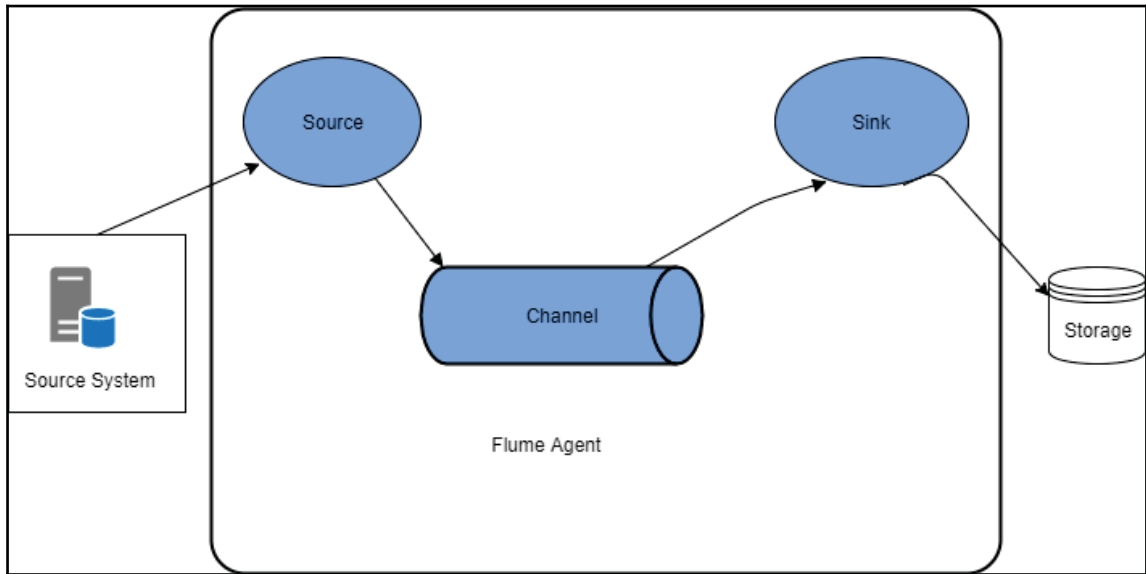 Source
Sink
Source System
Channel
Storage
Flume Agent